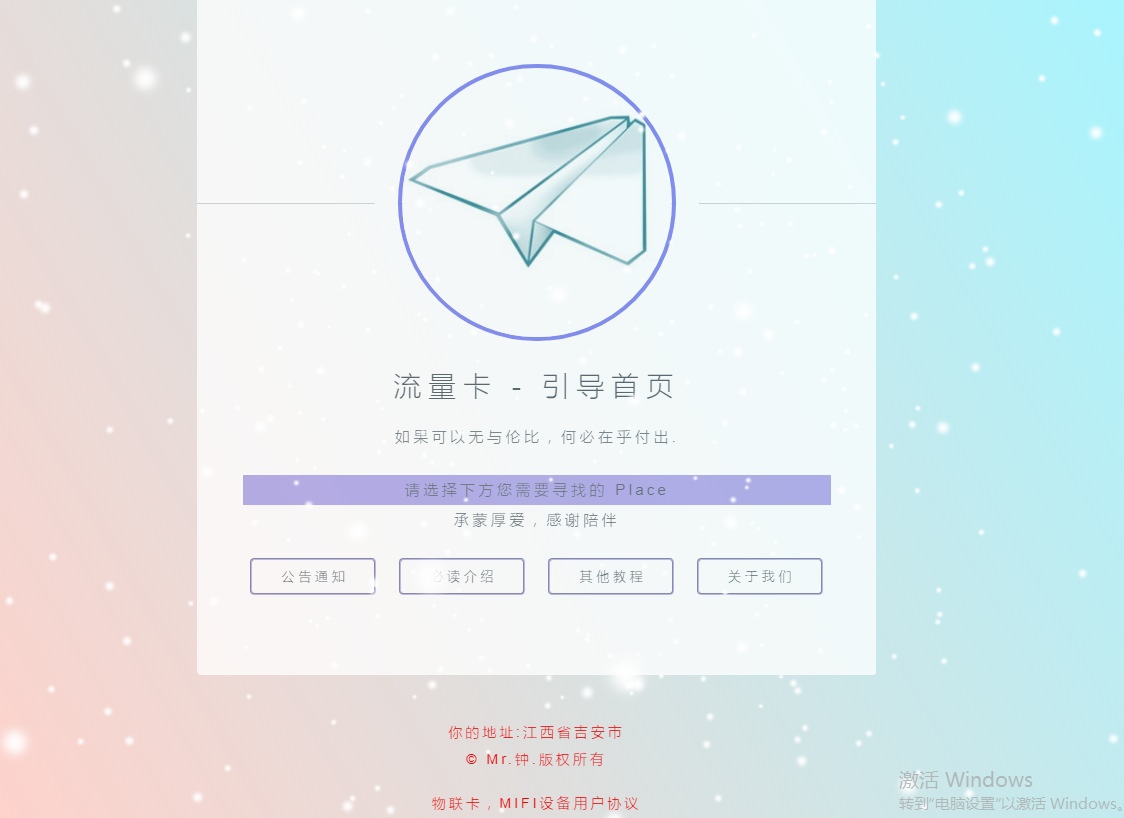 流量卡 - 引导首页
如果可以无与伦比，何必在乎付出.
请选择下方您需要寻找的 Place
承蒙厚爱，感谢陪伴
公告通知 必读介绍 其他教程 关于我们
你的地址:江西省吉安市
© Mr.钟.版权所有
激活 Windows
转到"电脑设置"以激活 Windows。
物联卡，MIFI设备用户协议